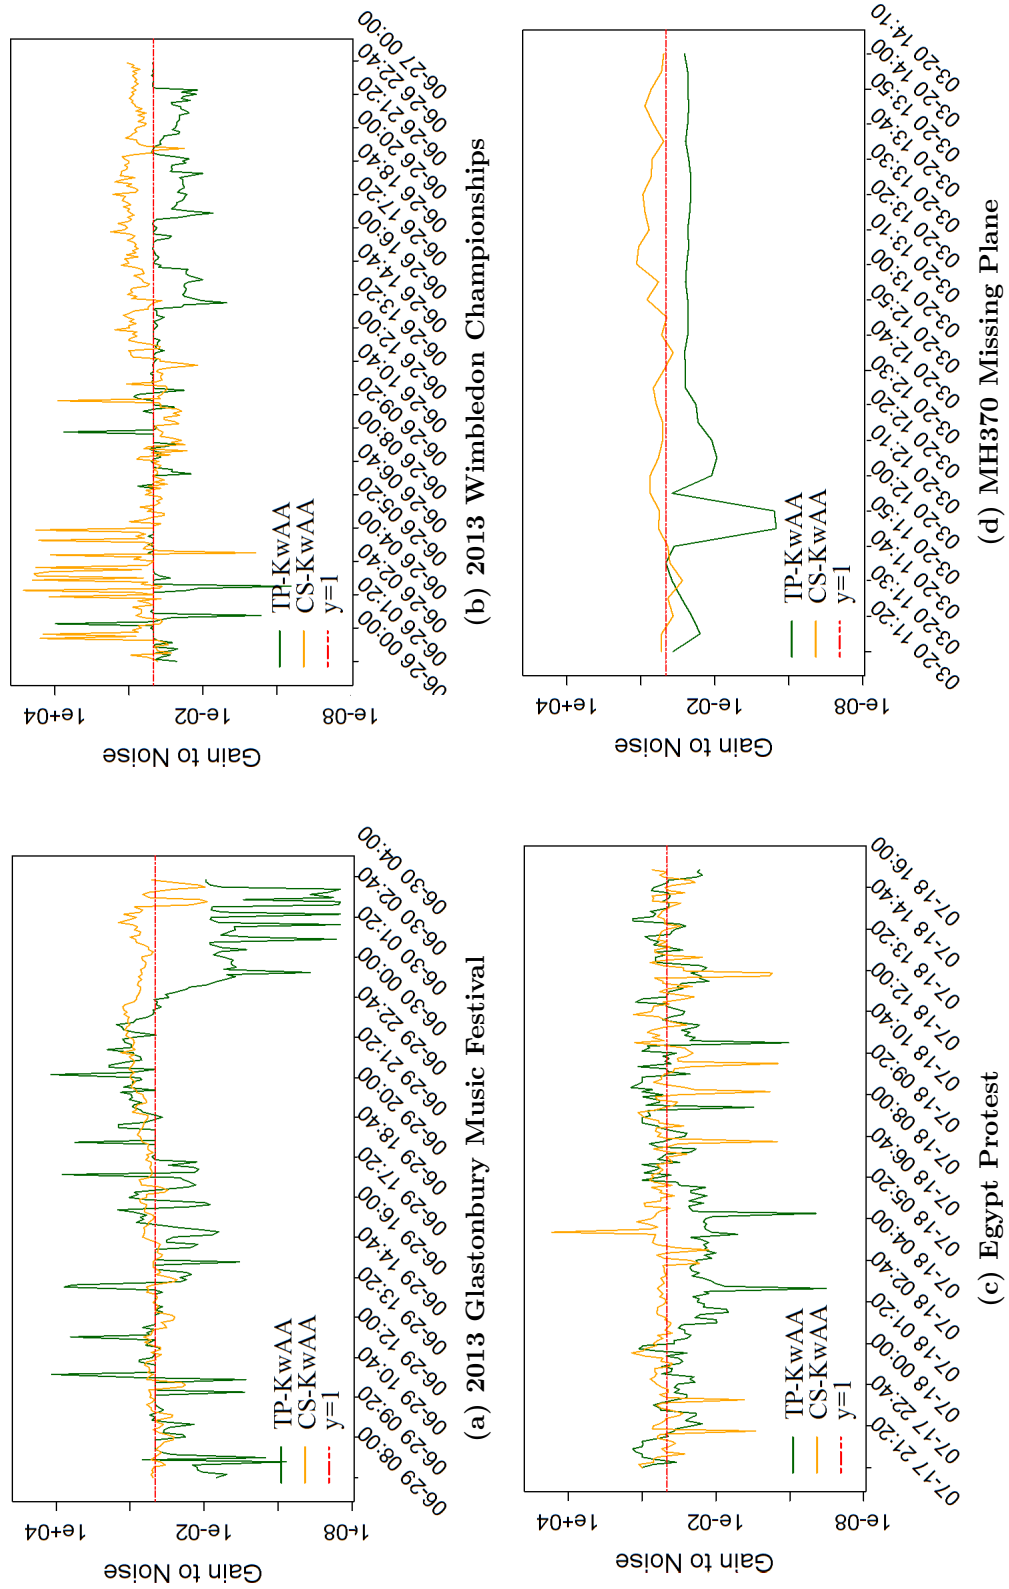 Gain to Noise
1e+04
1e-02
1e-08
TP-KwAA
CS-KwAA
y=1
06-29 08:00
06-29 09:20
06-29 10:40
06-29 12:00
06-29 13:20
06-29 14:40
06-29 16:00
06-29 17:20
06-29 18:40
06-29 20:00
06-29 21:20
06-29 22:40
06-30 00:00
06-30 01:20
06-30 02:40
06-30 04:00
(a) 2013 Glastonbury Music Festival
Gain to Noise
1e+04
1e-02
1e-08
TP-KwAA
CS-KwAA
y=1
06-26 00:00
06-26 01:20
06-26 02:40
06-26 04:00
06-26 05:20
06-26 06:40
06-26 08:00
06-26 09:20
06-26 10:40
06-26 12:00
06-26 13:20
06-26 14:40
06-26 16:00
06-26 17:20
06-26 18:40
06-26 20:00
06-26 21:20
06-26 22:40
06-27 00:00
(b) 2013 Wimbledon Championships
Gain to Noise
1e+04
1e-02
1e-08
TP-KwAA
CS-KwAA
y=1
07-17 21:20
07-17 22:40
07-18 00:00
07-18 01:20
07-18 02:40
07-18 04:00
07-18 05:20
07-18 06:40
07-18 08:00
07-18 09:20
07-18 10:40
07-18 12:00
07-18 13:20
07-18 14:40
07-18 16:00
(c) Egypt Protest
Gain to Noise
1e+04
1e-02
1e-08
TP-KwAA
CS-KwAA
y=1
03-20 11:20
03-20 11:30
03-20 11:40
03-20 11:50
03-20 12:00
03-20 12:10
03-20 12:20
03-20 12:30
03-20 12:40
03-20 12:50
03-20 13:00
03-20 13:10
03-20 13:20
03-20 13:30
03-20 13:40
03-20 13:50
03-20 14:00
03-20 14:10
(d) MH370 Missing Plane